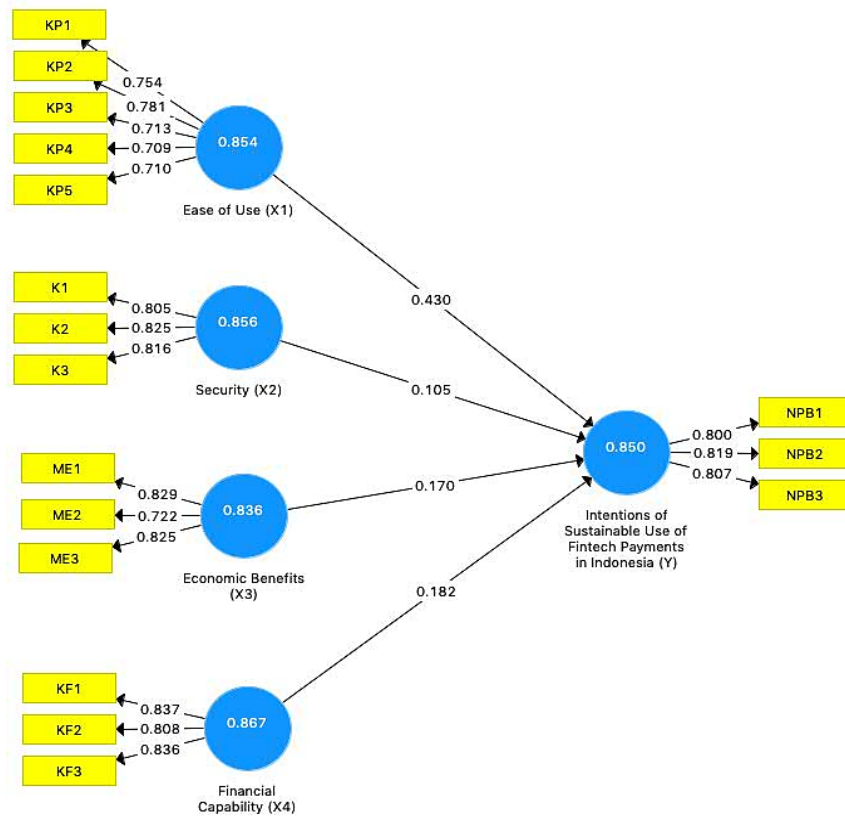 KP1
KP2
KP3
KP4
KP5
0.754
0.781
0.713
0.709
0.710
0.854
Ease of Use (X1)
0.430
K1
K2
K3
0.805
0.825
0.816
0.856
Security (X2)
0.105
ME1
ME2
ME3
0.829
0.722
0.825
0.836
Economic Benefits
(X3)
0.170
KF1
KF2
KF3
0.837
0.808
0.836
0.867
Financial
Capability (X4)
0.182
0.850
Intentions of
Sustainable Use of
Fintech Payments
in Indonesia (Y)
0.800
0.819
0.807
NPB1
NPB2
NPB3